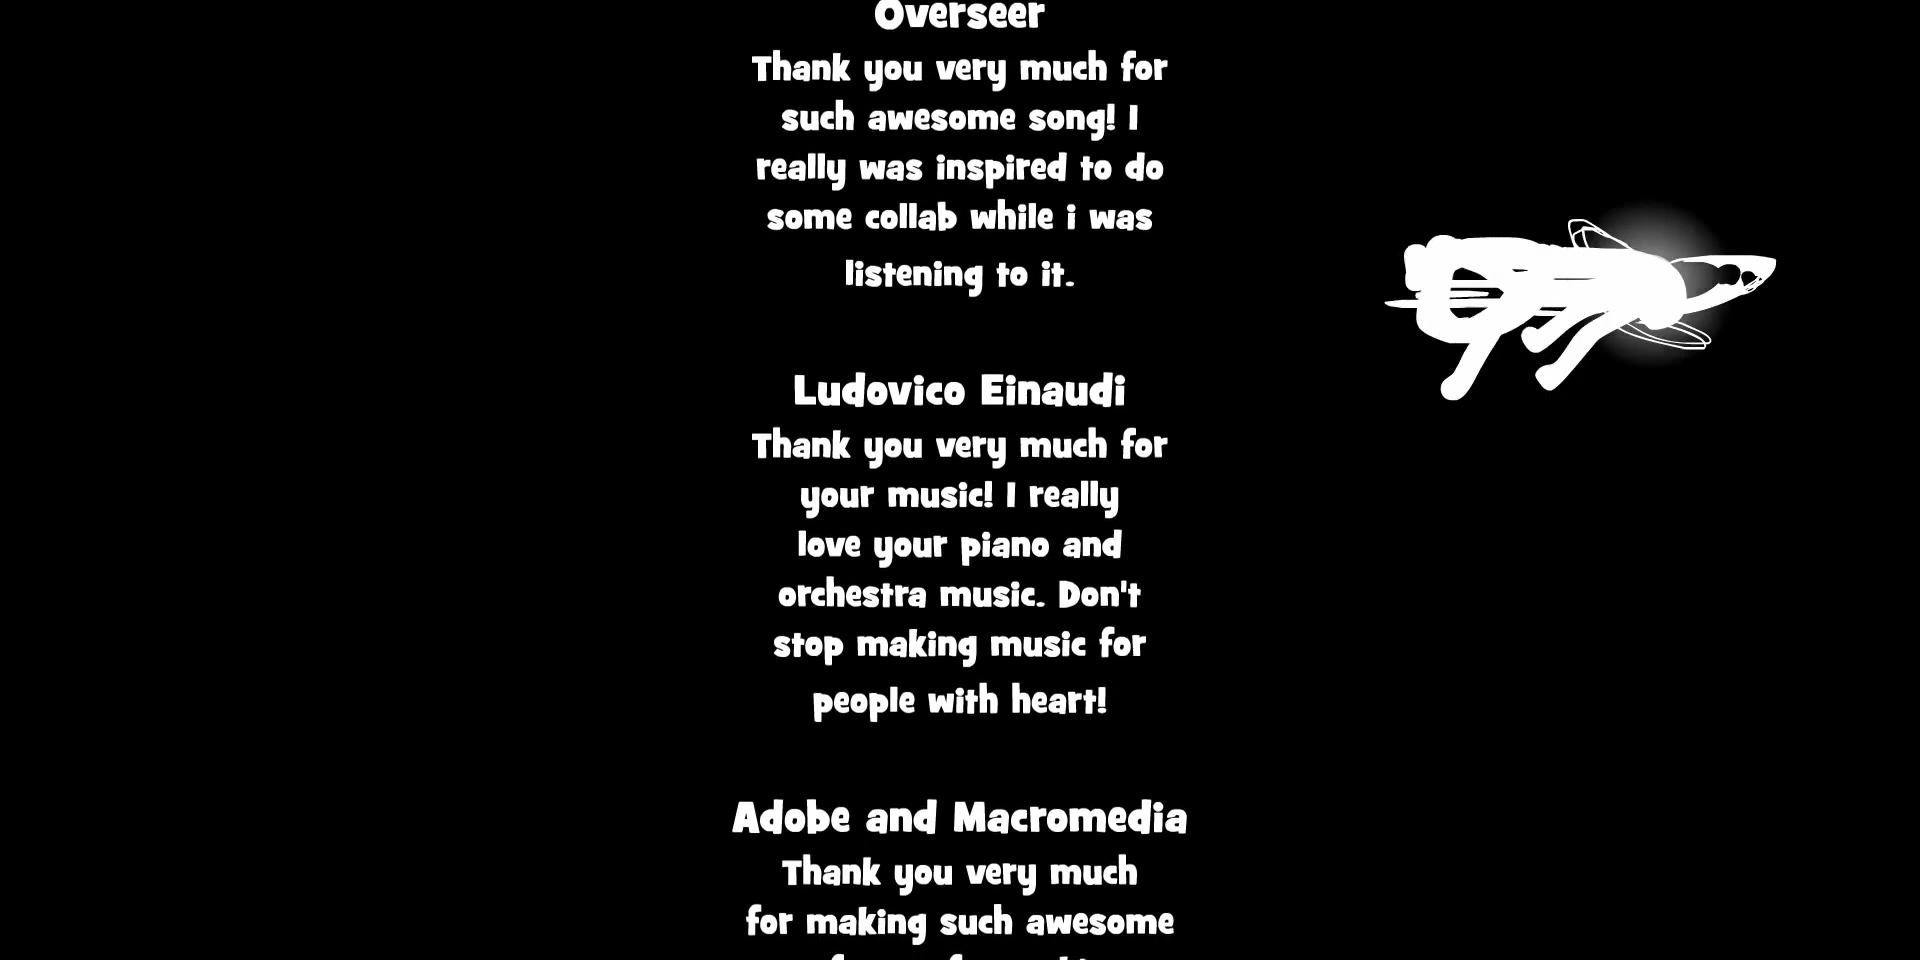 Overseer
Thank you very much for
such awesome song! I
really was inspired to do
some collab while i was
listening to it.
Ludovico Einaudi
Thank you very much for
your music! I really
love your piano and
orchestra music. Don't
stop making music for
people with heart!
Adobe and Macromedia
Thank you very much
for making such awesome